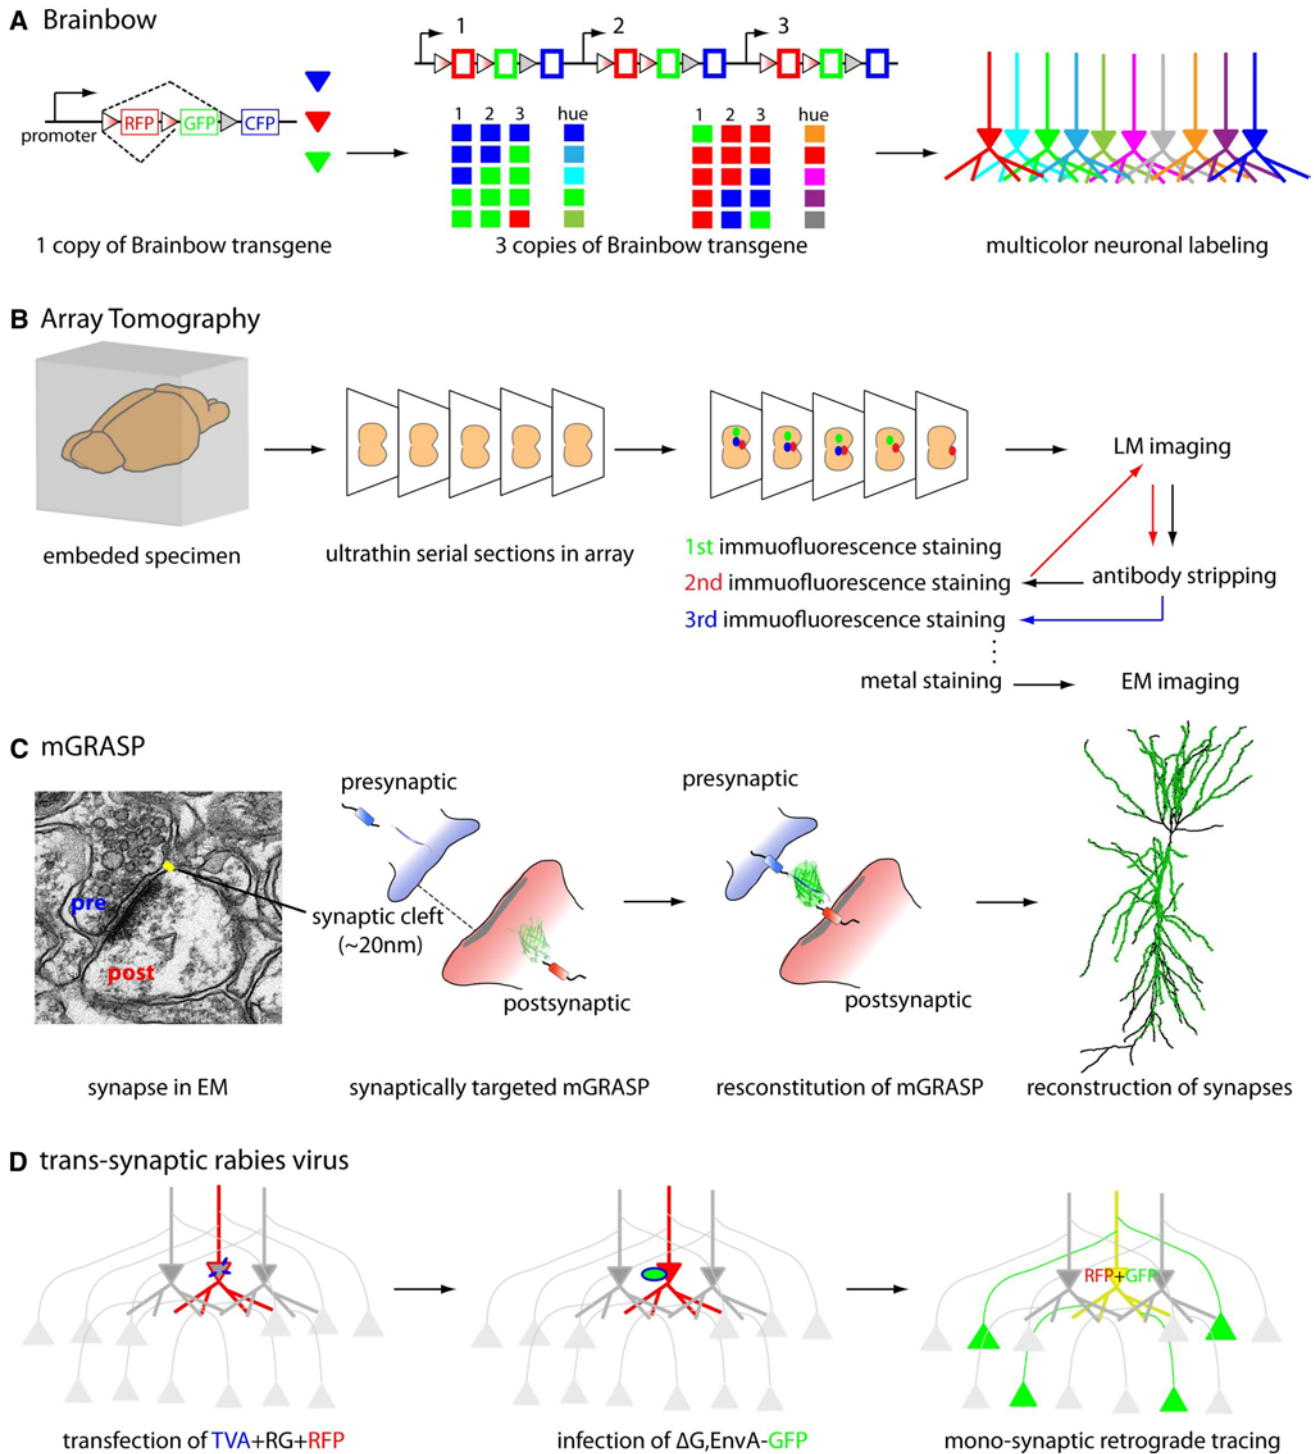 A Brainbow
1 2 3
promoter RFP GFP CFP
1 2 3 hue
1 2 3 hue
1 copy of Brainbow transgene
3 copies of Brainbow transgene
multicolor neuronal labeling
B Array Tomography
embeded specimen
ultrathin serial sections in array
LM imaging
1st immuofluorescence staining
2nd immuofluorescence staining
antibody stripping
3rd immuofluorescence staining
metal staining
EM imaging
C mGRASP
pre
post
synapse in EM
presynaptic
synaptic cleft
(~20nm)
postsynaptic
synaptically targeted mGRASP
presynaptic
postsynaptic
resconstitution of mGRASP
reconstruction of synapses
D trans-synaptic rabies virus
RFP+GFP
transfection of TVA+RG+RFP
infection of ΔG,EnvA-GFP
mono-synaptic retrograde tracing